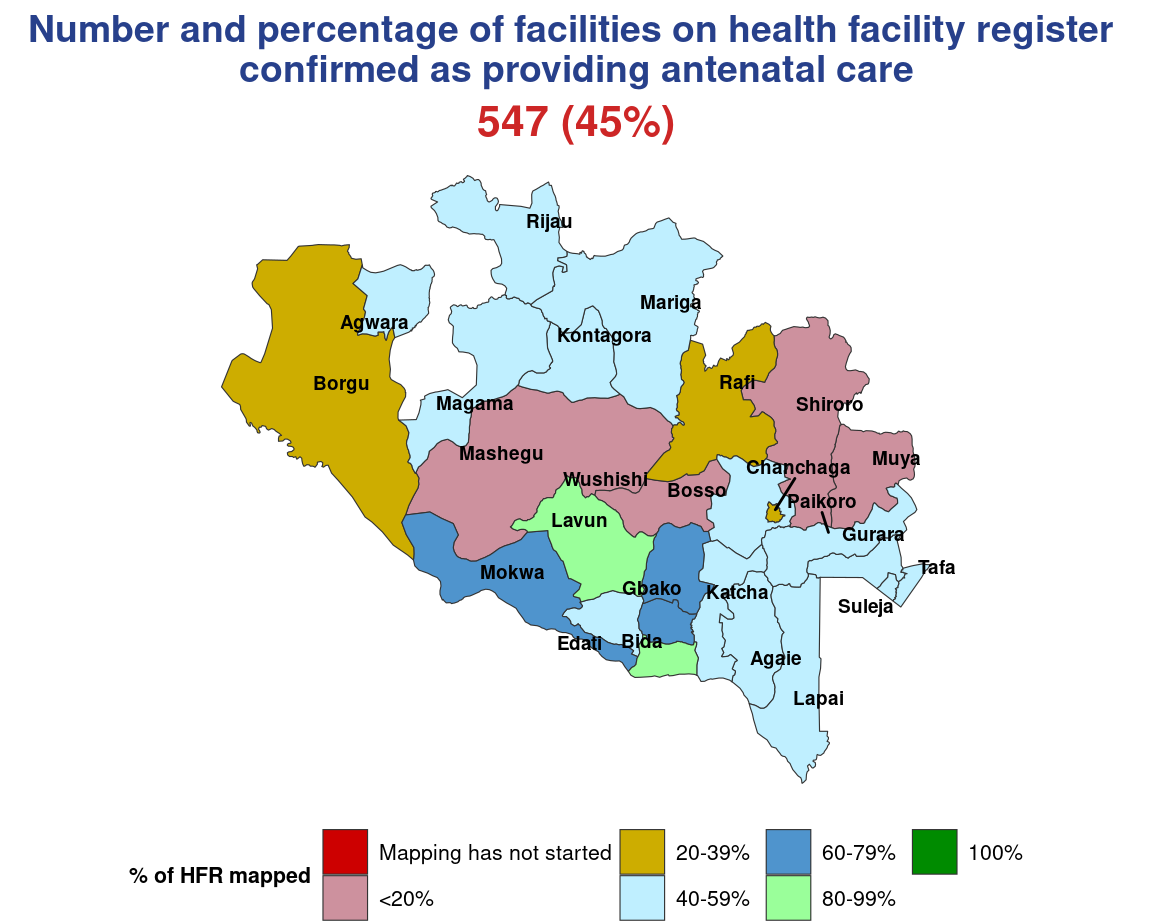 Number and percentage of facilities on health facility register
confirmed as providing antenatal care
547 (45%)
Rijau
Mariga
Agwara
Kontagora
Borgu
Rafi
Magama
Shiroro
Mashegu
Muya
Chanchaga
Wushishi
Bosso
Paikoro
Lavun
Gurara
Mokwa
Tafa
Gbako
Katcha
Suleja
Edati
Bida
Agaie
Lapai
% of HFR mapped
Mapping has not started
20-39%
60-79%
100%
<20%
40-59%
80-99%